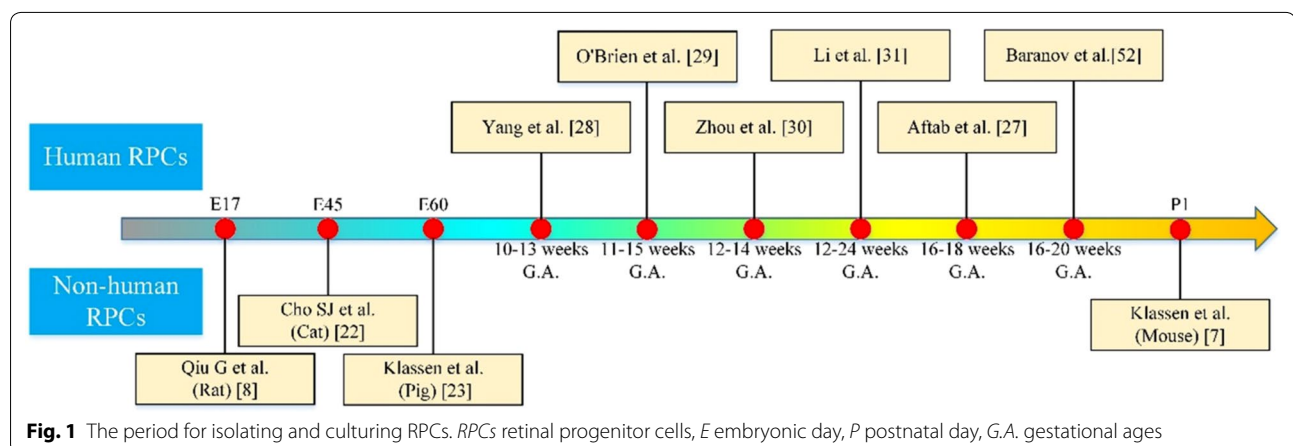 O'Brien et al. [29]
Li et al. [31]
Baranov et al.[52]
Yang et al. [28]
Zhou et al. [30]
Aftab et al. [27]
Human RPCs
E17
E45
E60
P1
10-13 weeks
G.A.
11-15 weeks
G.A.
12-14 weeks
G.A.
12-24 weeks
G.A.
16-18 weeks
G.A.
16-20 weeks
G.A.
Non-human
RPCs
Cho SJ et al.
(Cat) [22]
Klassen et al.
(Mouse) [7]
Qiu G et al.
(Rat) [8]
Klassen et al.
(Pig) [23]
Fig. 1 The period for isolating and culturing RPCs. RPCs retinal progenitor cells, E embryonic day, P postnatal day, G.A. gestational ages